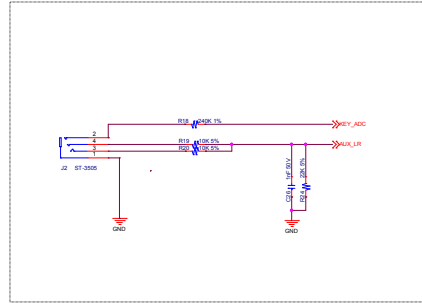 R18 240K 1%
KEY_ADC
2
R19 10K 5%
4
AUX_LR
R20 10K 5%
3
1
J2 ST-3505
C26 1nF 50V
R24 22K 5%
GND
GND